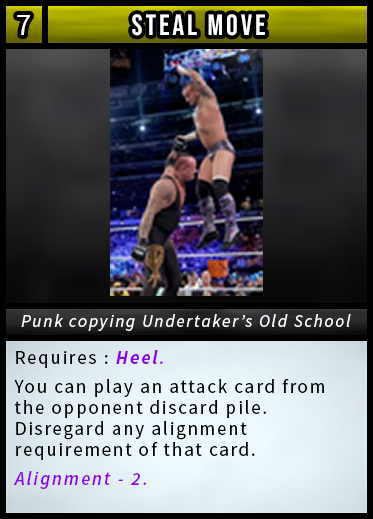 7
STEAL MOVE
Punk copying Undertaker's Old School
Requires : Heel.
You can play an attack card from
the opponent discard pile.
Disregard any alignment
requirement of that card.
Alignment - 2.